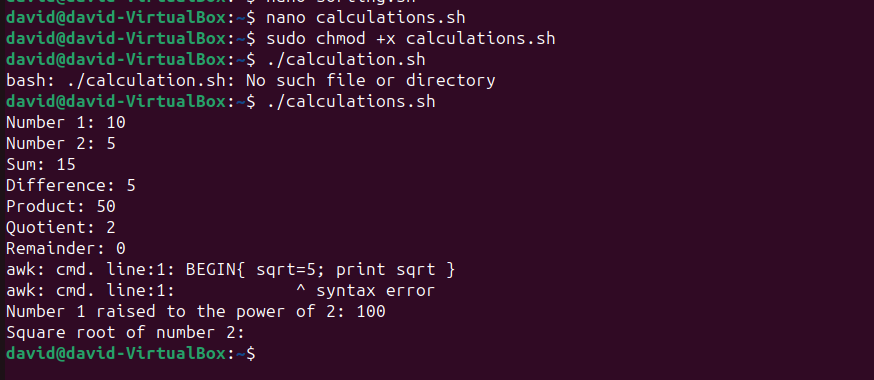 nano sorting.sh
david@david-VirtualBox:~$ nano calculations.sh
david@david-VirtualBox:~$ sudo chmod +x calculations.sh
david@david-VirtualBox:~$ ./calculation.sh
bash: ./calculation.sh: No such file or directory
david@david-VirtualBox:~$ ./calculations.sh
Number 1: 10
Number 2: 5
Sum: 15
Difference: 5
Product: 50
Quotient: 2
Remainder: 0
awk: cmd. line:1: BEGIN{ sqrt=5; print sqrt }
awk: cmd. line:1:             ^ syntax error
Number 1 raised to the power of 2: 100
Square root of number 2:
david@david-VirtualBox:~$